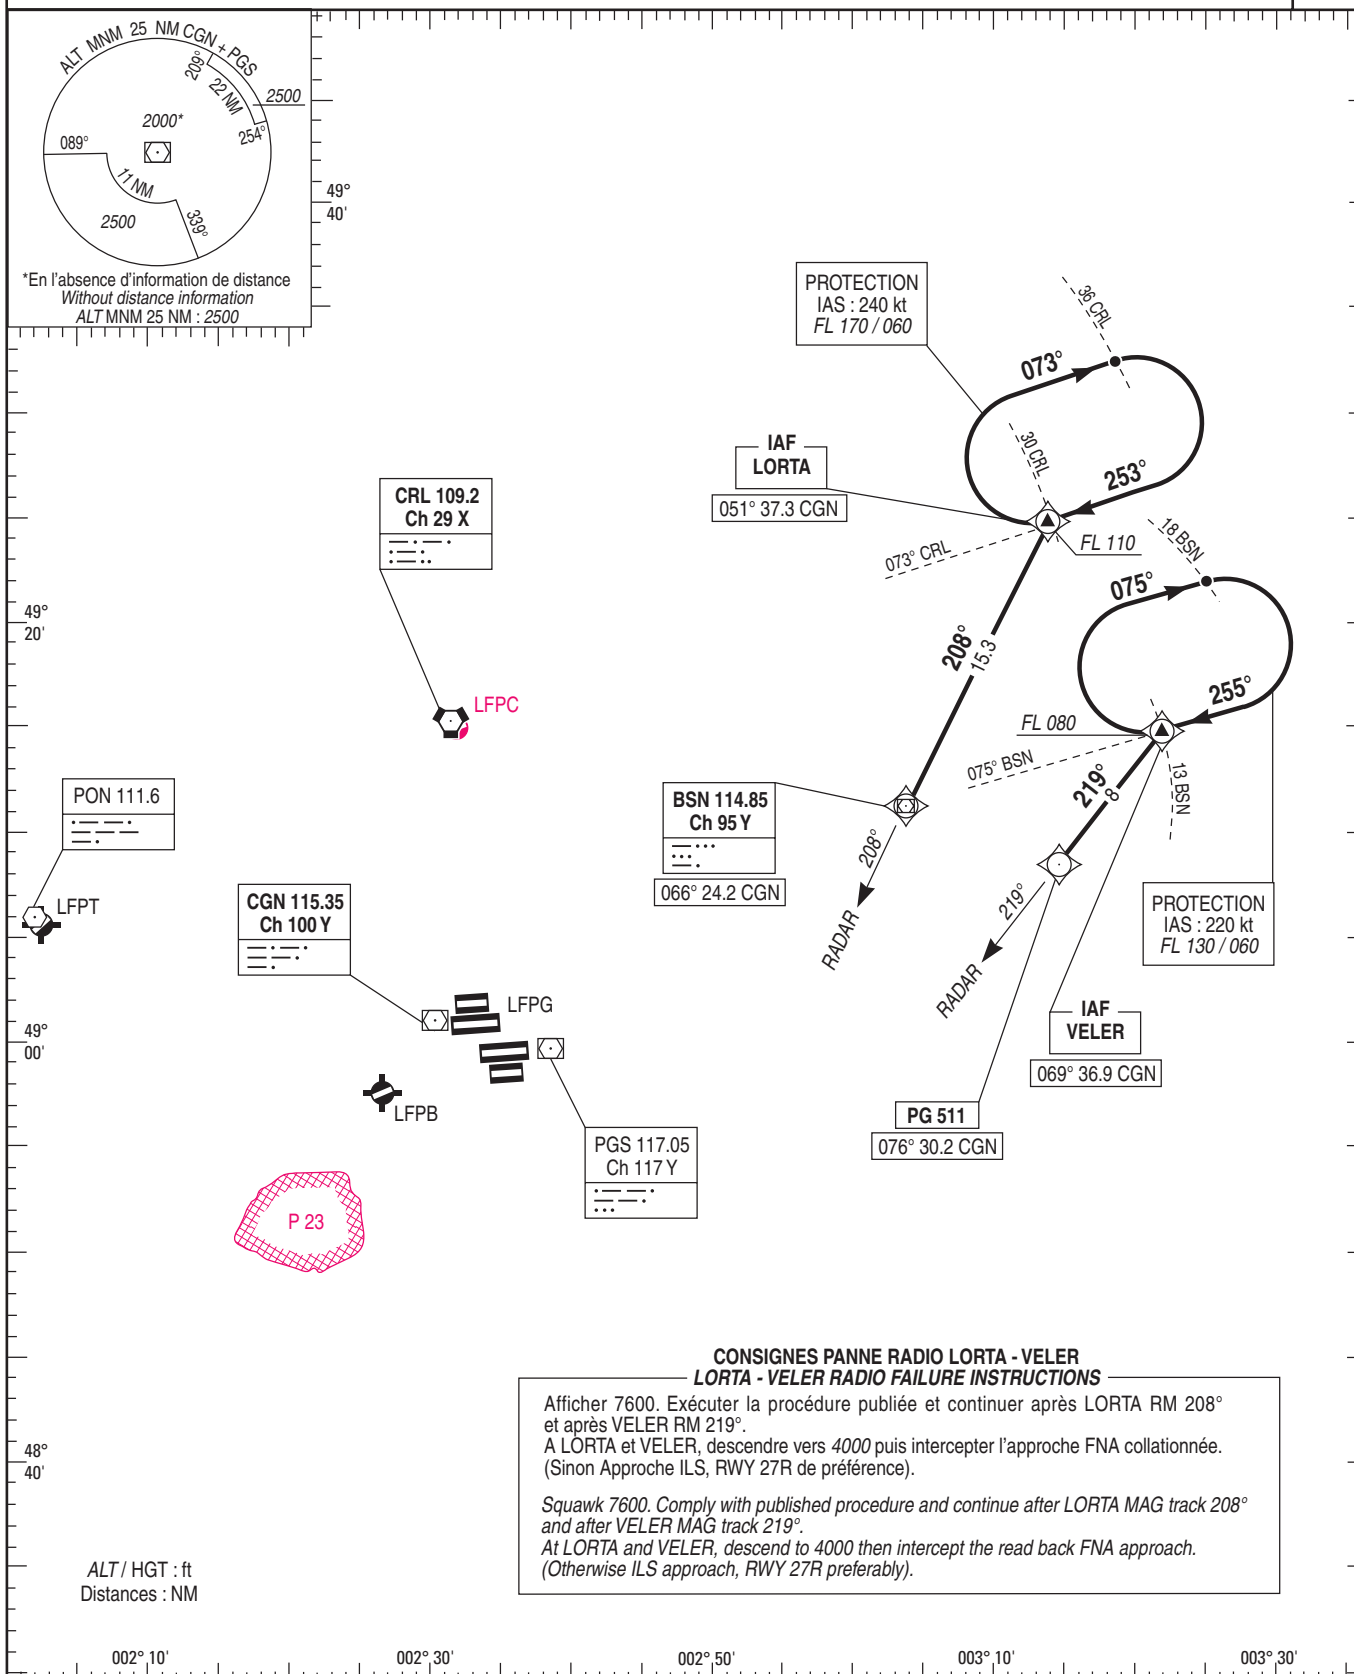 ALT MNM 25 NM CGN + PGS
209°
22 NM
2500
254°
2000*
089°
11 NM
2500
339°
*En l'absence d'information de distance
Without distance information
ALT MNM 25 NM : 2500
49°
40'
PROTECTION
IAS : 240 kt
FL 170 / 060
36 CRL
073°
30 CRL
253°
IAF
LORTA
051° 37.3 CGN
073° CRL
FL 110
CRL 109.2
Ch 29 X
18 BSN
075°
49°
20'
208°
15.3
255°
LFPC
FL 080
075° BSN
13 BSN
219°
8
PON 111.6
BSN 114.85
Ch 95 Y
066° 24.2 CGN
208°
RADAR
219°
RADAR
LFPT
CGN 115.35
Ch 100 Y
PROTECTION
IAS : 220 kt
FL 130 / 060
LFPG
IAF
VELER
069° 36.9 CGN
49°
00'
LFPB
PG 511
076° 30.2 CGN
PGS 117.05
Ch 117 Y
P 23
CONSIGNES PANNE RADIO LORTA - VELER
LORTA - VELER RADIO FAILURE INSTRUCTIONS
Afficher 7600. Exécuter la procédure publiée et continuer après LORTA RM 208°
et après VELER RM 219°.
A LORTA et VELER, descendre vers 4000 puis intercepter l'approche FNA collationnée.
(Sinon Approche ILS, RWY 27R de préférence).
Squawk 7600. Comply with published procedure and continue after LORTA MAG track 208°
and after VELER MAG track 219°.
At LORTA and VELER, descend to 4000 then intercept the read back FNA approach.
(Otherwise ILS approach, RWY 27R preferably).
48°
40'
ALT / HGT : ft
Distances : NM
002° 10'
002° 30'
002° 50'
003° 10'
003° 30'